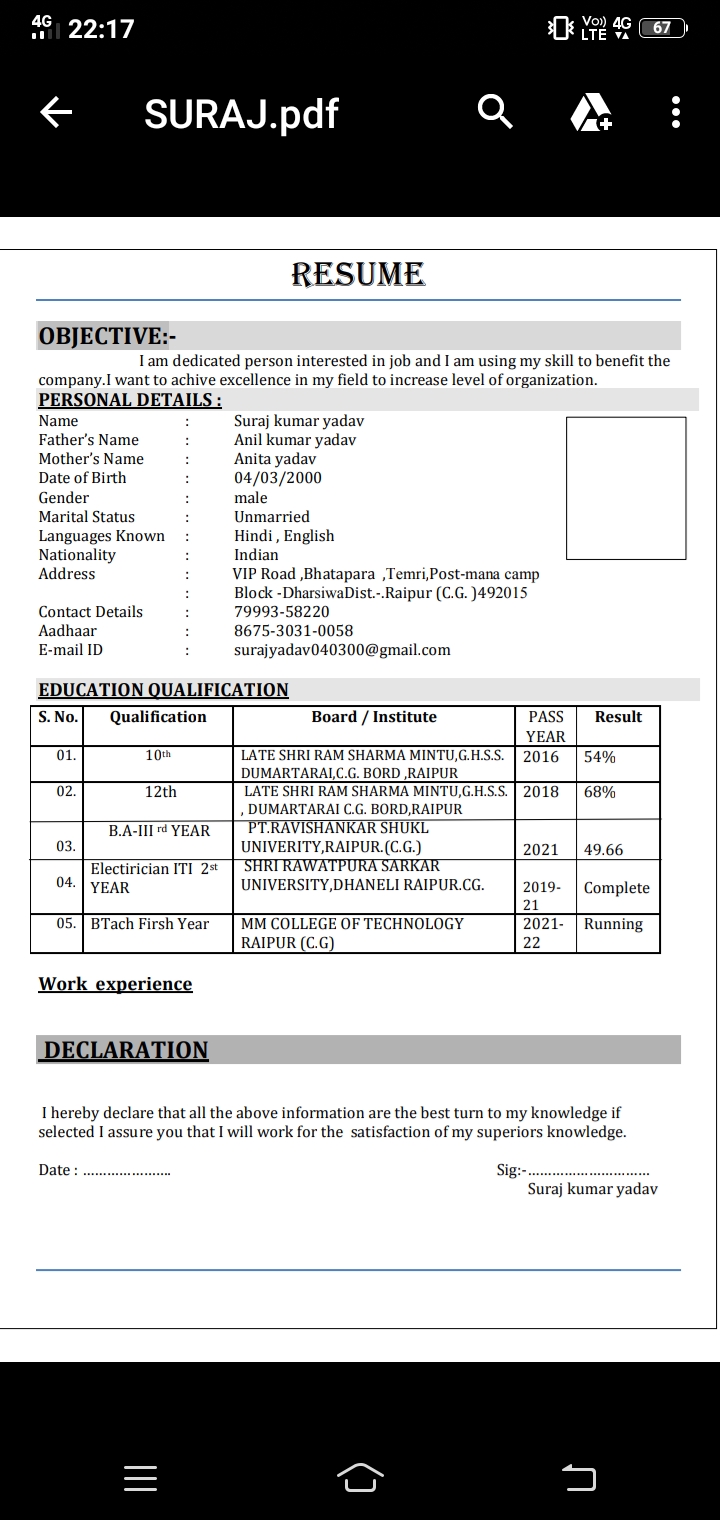 4G 22:17 Vo)) LTE 4G 67
SURAJ.pdf
RESUME
OBJECTIVE:-
I am dedicated person interested in job and I am using my skill to benefit the
company.I want to achive excellence in my field to increase level of organization.
PERSONAL DETAILS :
Name : Suraj kumar yadav
Father's Name : Anil kumar yadav
Mother's Name : Anita yadav
Date of Birth : 04/03/2000
Gender : male
Marital Status : Unmarried
Languages Known : Hindi , English
Nationality : Indian
Address : VIP Road ,Bhatapara ,Temri,Post-mana camp
: Block -DharsiwaDist.-.Raipur (C.G. )492015
Contact Details : 79993-58220
Aadhaar : 8675-3031-0058
E-mail ID : surajyadav040300@gmail.com
EDUCATION QUALIFICATION
S. No. Qualification Board / Institute PASS Result
YEAR
01. 10th LATE SHRI RAM SHARMA MINTU,G.H.S.S. 2016 54%
DUMARTARAI,C.G. BORD ,RAIPUR
02. 12th LATE SHRI RAM SHARMA MINTU,G.H.S.S. 2018 68%
, DUMARTARAI C.G. BORD,RAIPUR
B.A-III rd YEAR PT.RAVISHANKAR SHUKL
03. UNIVERITY,RAIPUR.(C.G.) 2021 49.66
Electirician ITI 2st SHRI RAWATPURA SARKAR
04. YEAR UNIVERSITY,DHANELI RAIPUR.CG. 2019- Complete
21
05. BTach Firsh Year MM COLLEGE OF TECHNOLOGY 2021- Running
RAIPUR (C.G) 22
Work experience
DECLARATION
I hereby declare that all the above information are the best turn to my knowledge if
selected I assure you that I will work for the satisfaction of my superiors knowledge.
Date : ………………….. Sig:-…………………………
Suraj kumar yadav